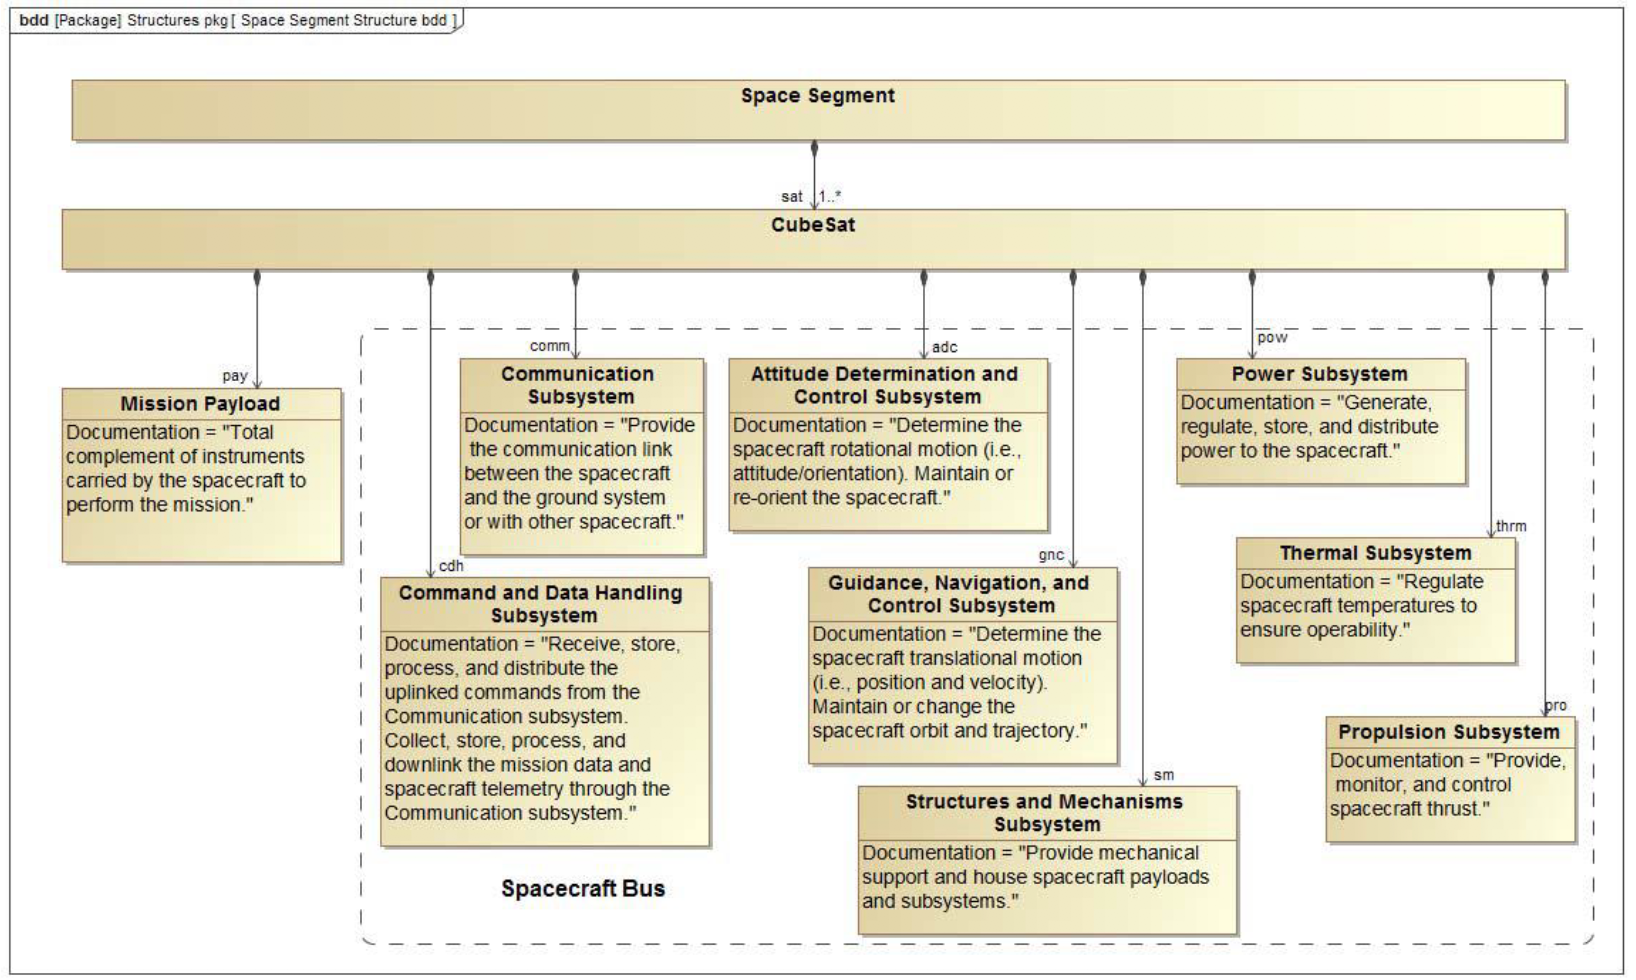 bdd [Package] Structures pkg [ Space Segment Structure bdd ]
Space Segment
sat 1..*
CubeSat
pay
Mission Payload
Documentation = "Total
complement of instruments
carried by the spacecraft to
perform the mission."
comm
Communication
Subsystem
Documentation = "Provide
the communication link
between the spacecraft
and the ground system
or with other spacecraft."
adc
Attitude Determination and
Control Subsystem
Documentation = "Determine the
spacecraft rotational motion (i.e.,
attitude/orientation). Maintain or
re-orient the spacecraft."
pow
Power Subsystem
Documentation = "Generate,
regulate, store, and distribute
power to the spacecraft."
cdh
Command and Data Handling
Subsystem
Documentation = "Receive, store,
process, and distribute the
uplinked commands from the
Communication subsystem.
Collect, store, process, and
downlink the mission data and
spacecraft telemetry through the
Communication subsystem."
gnc
Guidance, Navigation, and
Control Subsystem
Documentation = "Determine the
spacecraft translational motion
(i.e., position and velocity).
Maintain or change the
spacecraft orbit and trajectory."
thrm
Thermal Subsystem
Documentation = "Regulate
spacecraft temperatures to
ensure operability."
pro
Propulsion Subsystem
Documentation = "Provide,
monitor, and control
spacecraft thrust."
sm
Structures and Mechanisms
Subsystem
Documentation = "Provide mechanical
support and house spacecraft payloads
and subsystems."
Spacecraft Bus